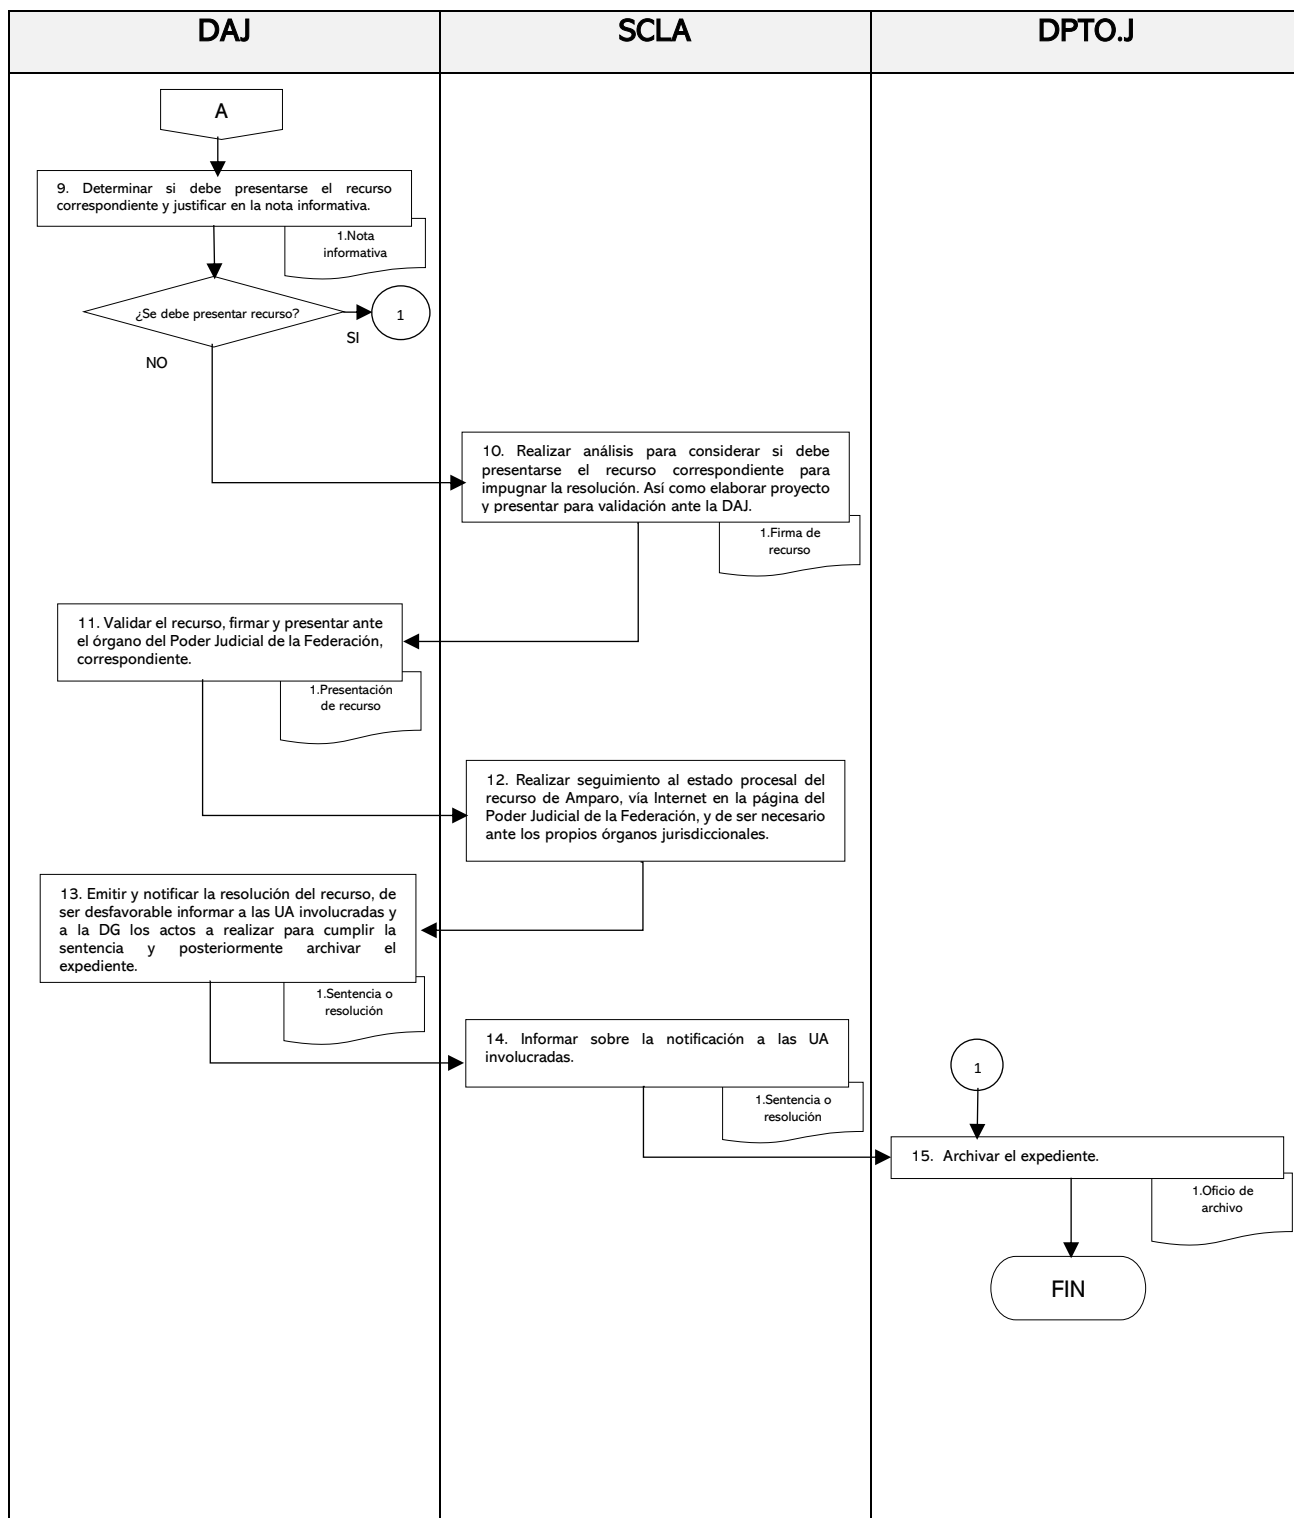 DAJ
SCLA
DPTO.J
A
9. Determinar si debe presentarse el recurso
correspondiente y justificar en la nota informativa.
1.Nota
informativa
¿Se debe presentar recurso?
1
SI
NO
10. Realizar análisis para considerar si debe
presentarse el recurso correspondiente para
impugnar la resolución. Así como elaborar proyecto
y presentar para validación ante la DAJ.
1.Firma de
recurso
11. Validar el recurso, firmar y presentar ante
el órgano del Poder Judicial de la Federación,
correspondiente.
1.Presentación
de recurso
12. Realizar seguimiento al estado procesal del
recurso de Amparo, vía Internet en la página del
Poder Judicial de la Federación, y de ser necesario
ante los propios órganos jurisdiccionales.
13. Emitir y notificar la resolución del recurso, de
ser desfavorable informar a las UA involucradas y
a la DG los actos a realizar para cumplir la
sentencia y posteriormente archivar el
expediente.
1.Sentencia o
resolución
14. Informar sobre la notificación a las UA
involucradas.
1.Sentencia o
resolución
1
15. Archivar el expediente.
1.Oficio de
archivo
FIN